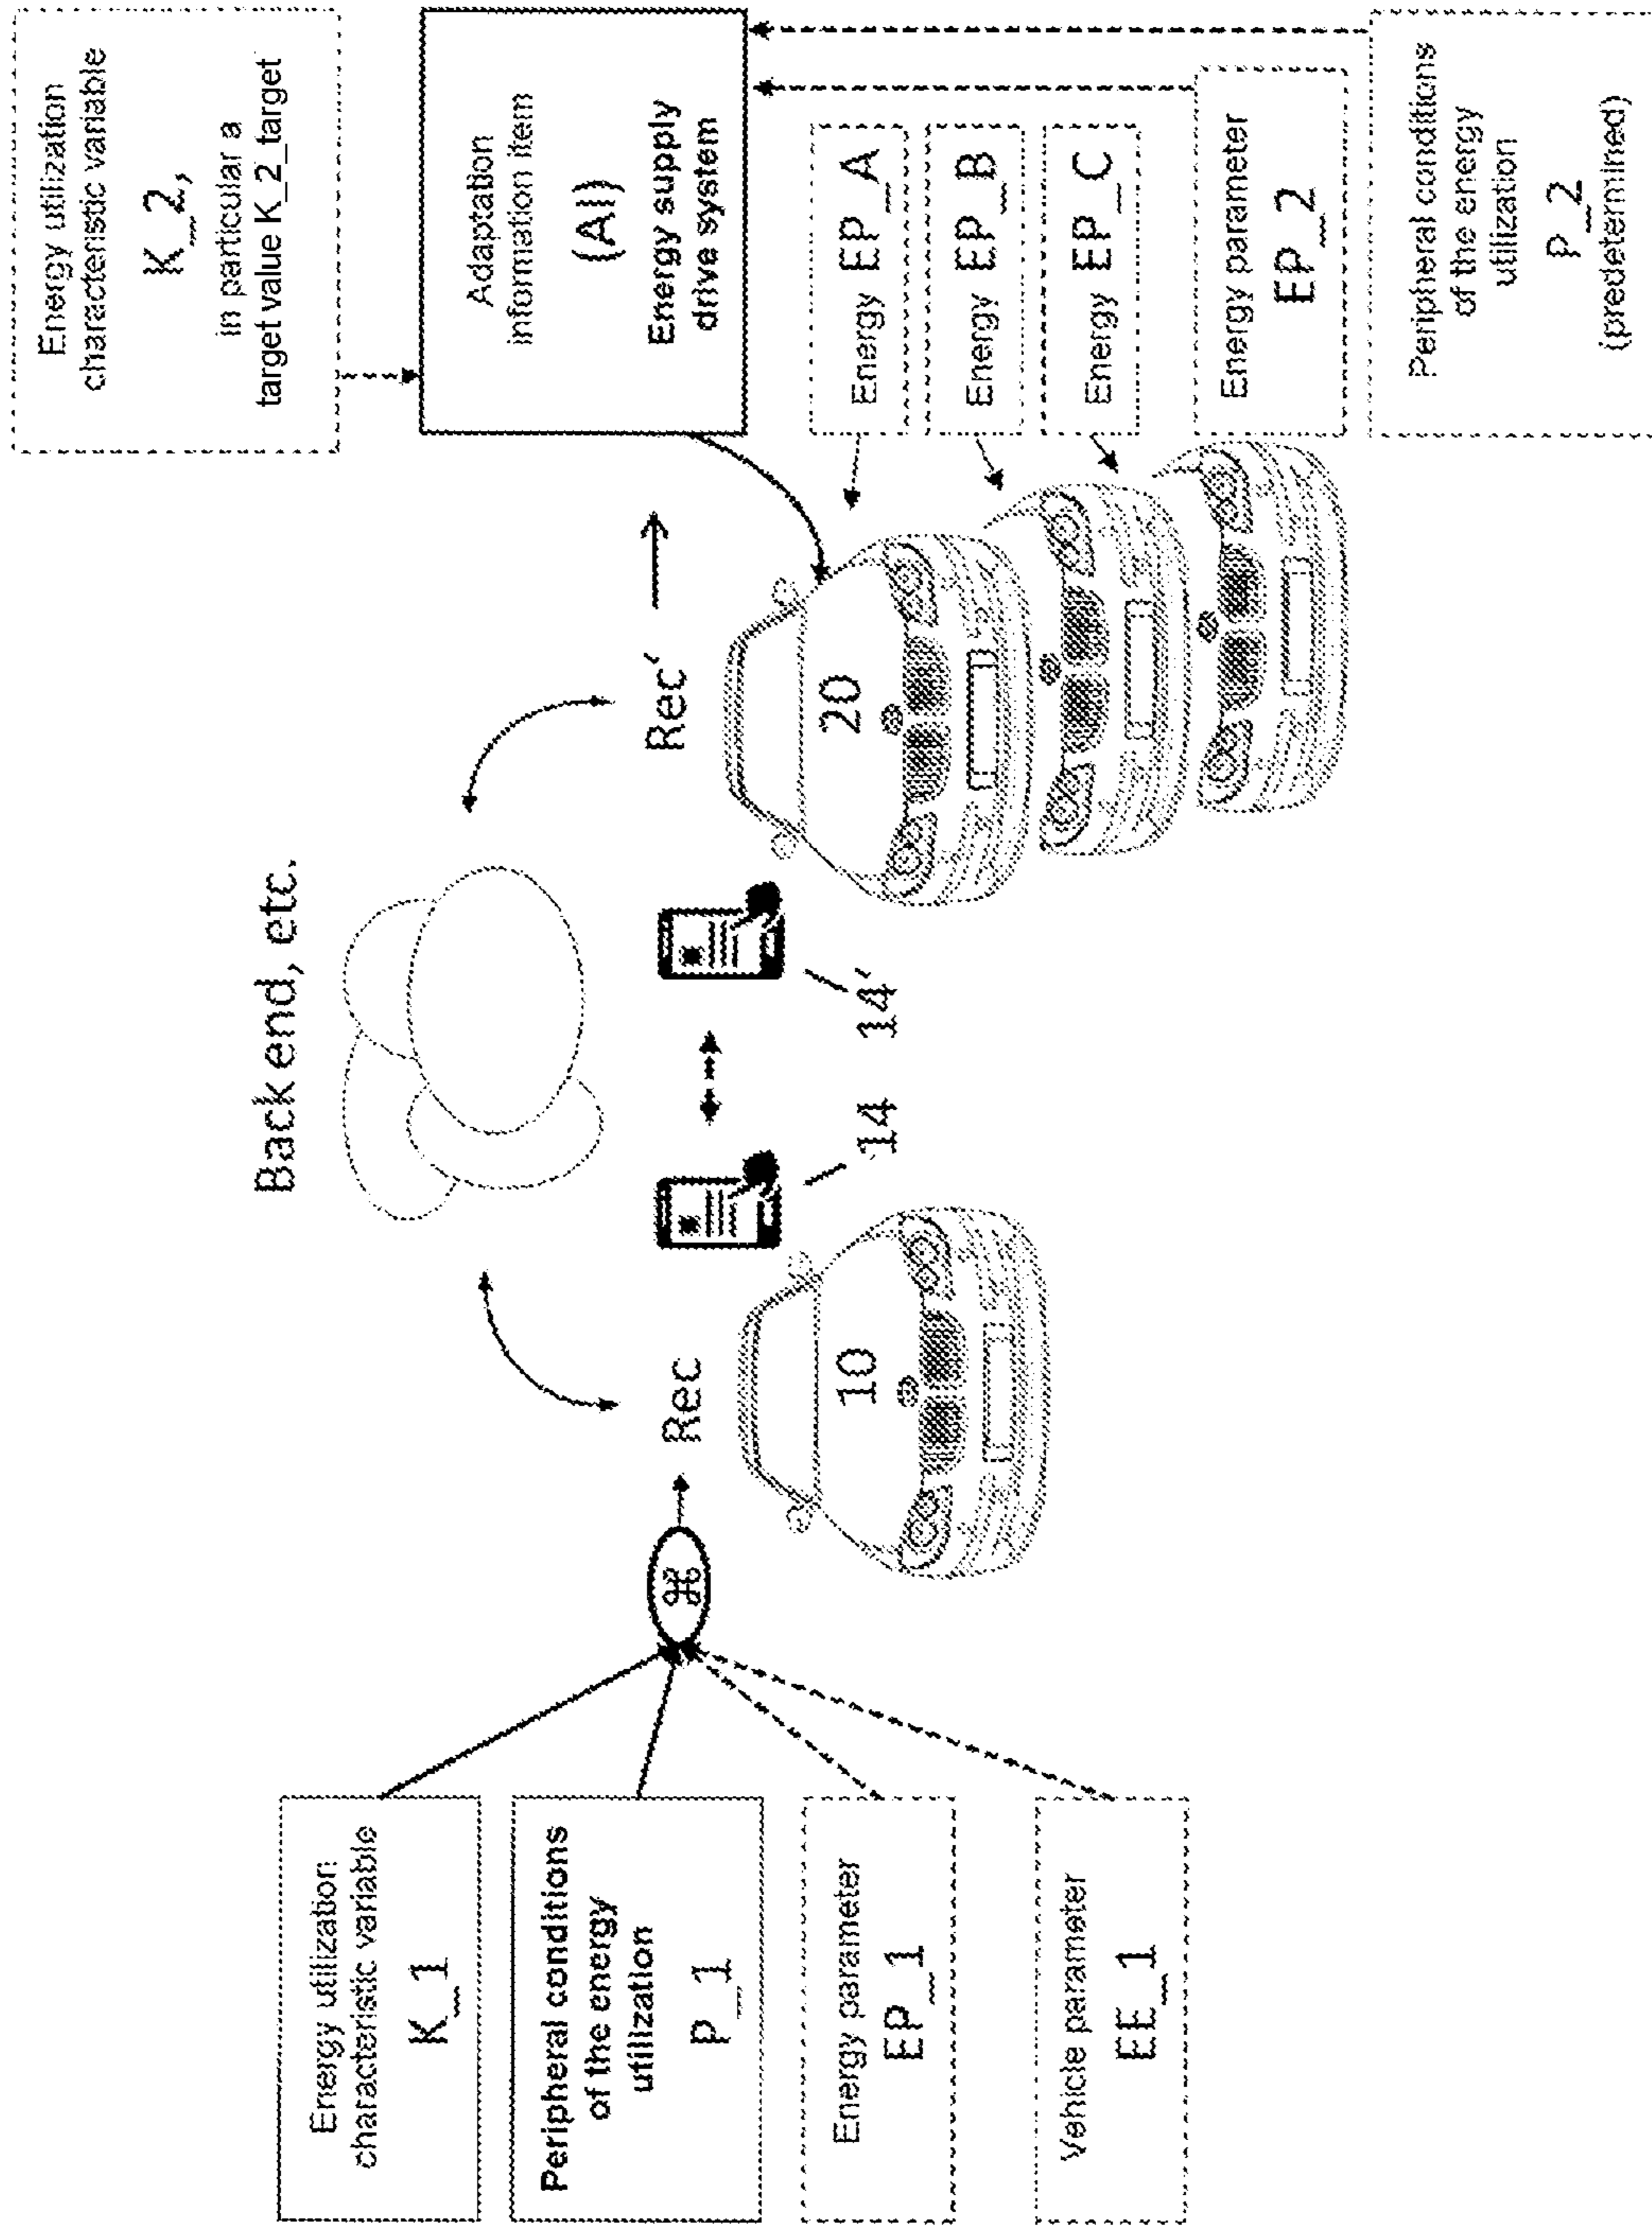 Energy utilization
characteristic variable
K_1
Peripheral conditions
of the energy
utilization
P_1
Energy parameter
EP_1
Vehicle parameter
EE_1
⌘
Rec
10
Backend, etc.
14
14'
Rec'
20
Energy utilization
characteristic variable
K_2,
in particular a
target value K_2_target
Adaptation
information item
(AI)
Energy supply
drive system
Energy EP_A
Energy EP_B
Energy EP_C
Energy parameter
EP_2
Peripheral conditions
of the energy
utilization
P_2
(predetermined)